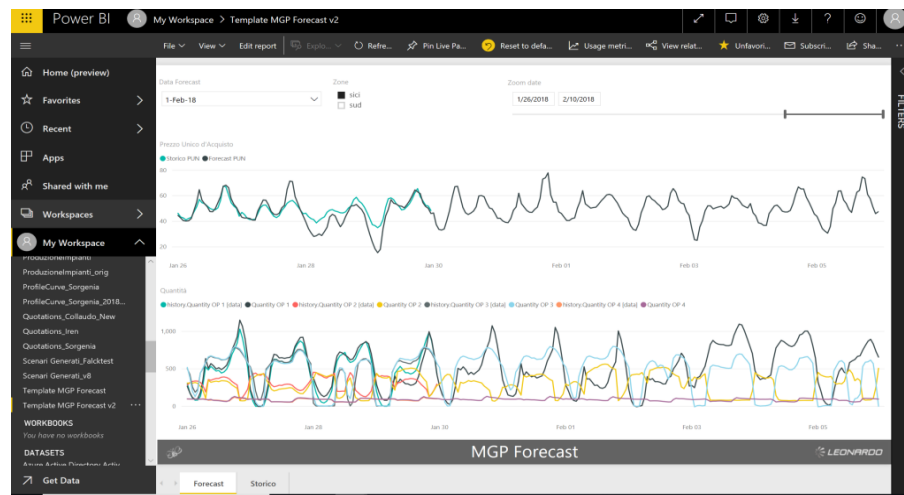 Power BI
My Workspace > Template MGP Forecast v2
File View Edit report Explo... Refre... Pin Live Pa... Reset to defa... Usage metri... View relat... Unfavori... Subscri... Sha...
Home (preview)
Favorites
Recent
Apps
Shared with me
Workspaces
My Workspace
ProduzioneImpianti
ProduzioneImpianti_orig
ProfileCurve_Sorgenia
ProfileCurve_Sorgenia_2018...
Quotations_Collaudo_New
Quotations_Iren
Quotations_Sorgenia
Scenari Generati_Falcktest
Scenari Generati_v8
Template MGP Forecast
Template MGP Forecast v2 ...
WORKBOOKS
You have no workbooks
DATASETS
Azure Active Directory Activ
Get Data
Data Forecast
1-Feb-18
Zone
sici
sud
Zoom date
1/26/2018 2/10/2018
FILTERS
Prezzo Unico d'Acquisto
Storico PUN Forecast PUN
80
60
40
20
Jan 26 Jan 28 Jan 30 Feb 01 Feb 03 Feb 05
Quantità
history.Quantity OP 1 [data] Quantity OP 1 history.Quantity OP 2 [data] Quantity OP 2 history.Quantity OP 3 [data] Quantity OP 3 history.Quantity OP 4 [data] Quantity OP 4
1,000
500
0
Jan 26 Jan 28 Jan 30 Feb 01 Feb 03 Feb 05
MGP Forecast
LEONARDO
Forecast Storico